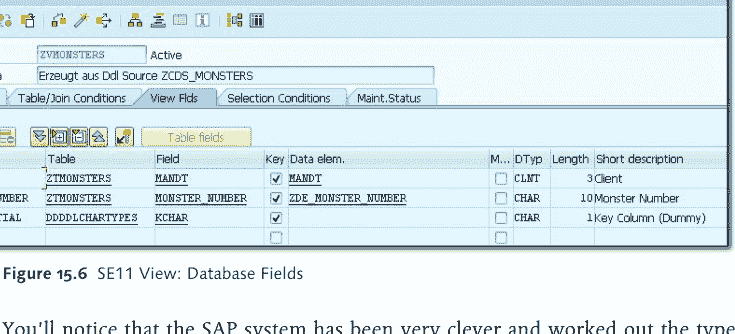 ZVMONSTERS Active
a Erzeugt aus Ddl Source ZCDS_MONSTERS
Table/Join Conditions View Flds Selection Conditions Maint.Status
Table fields
Table Field Key Data elem. M... DTyp Length Short description
ZTMONSTERS MANDT MANDT CLNT 3 Client
UMBER ZTMONSTERS MONSTER_NUMBER ZDE_MONSTER_NUMBER CHAR 10 Monster Number
TIAL DDDDLCHARTYPES KCHAR CHAR 1 Key Column (Dummy)
Figure 15.6 SE11 View: Database Fields
You'll notice that the SAP system has been very clever and worked out the type